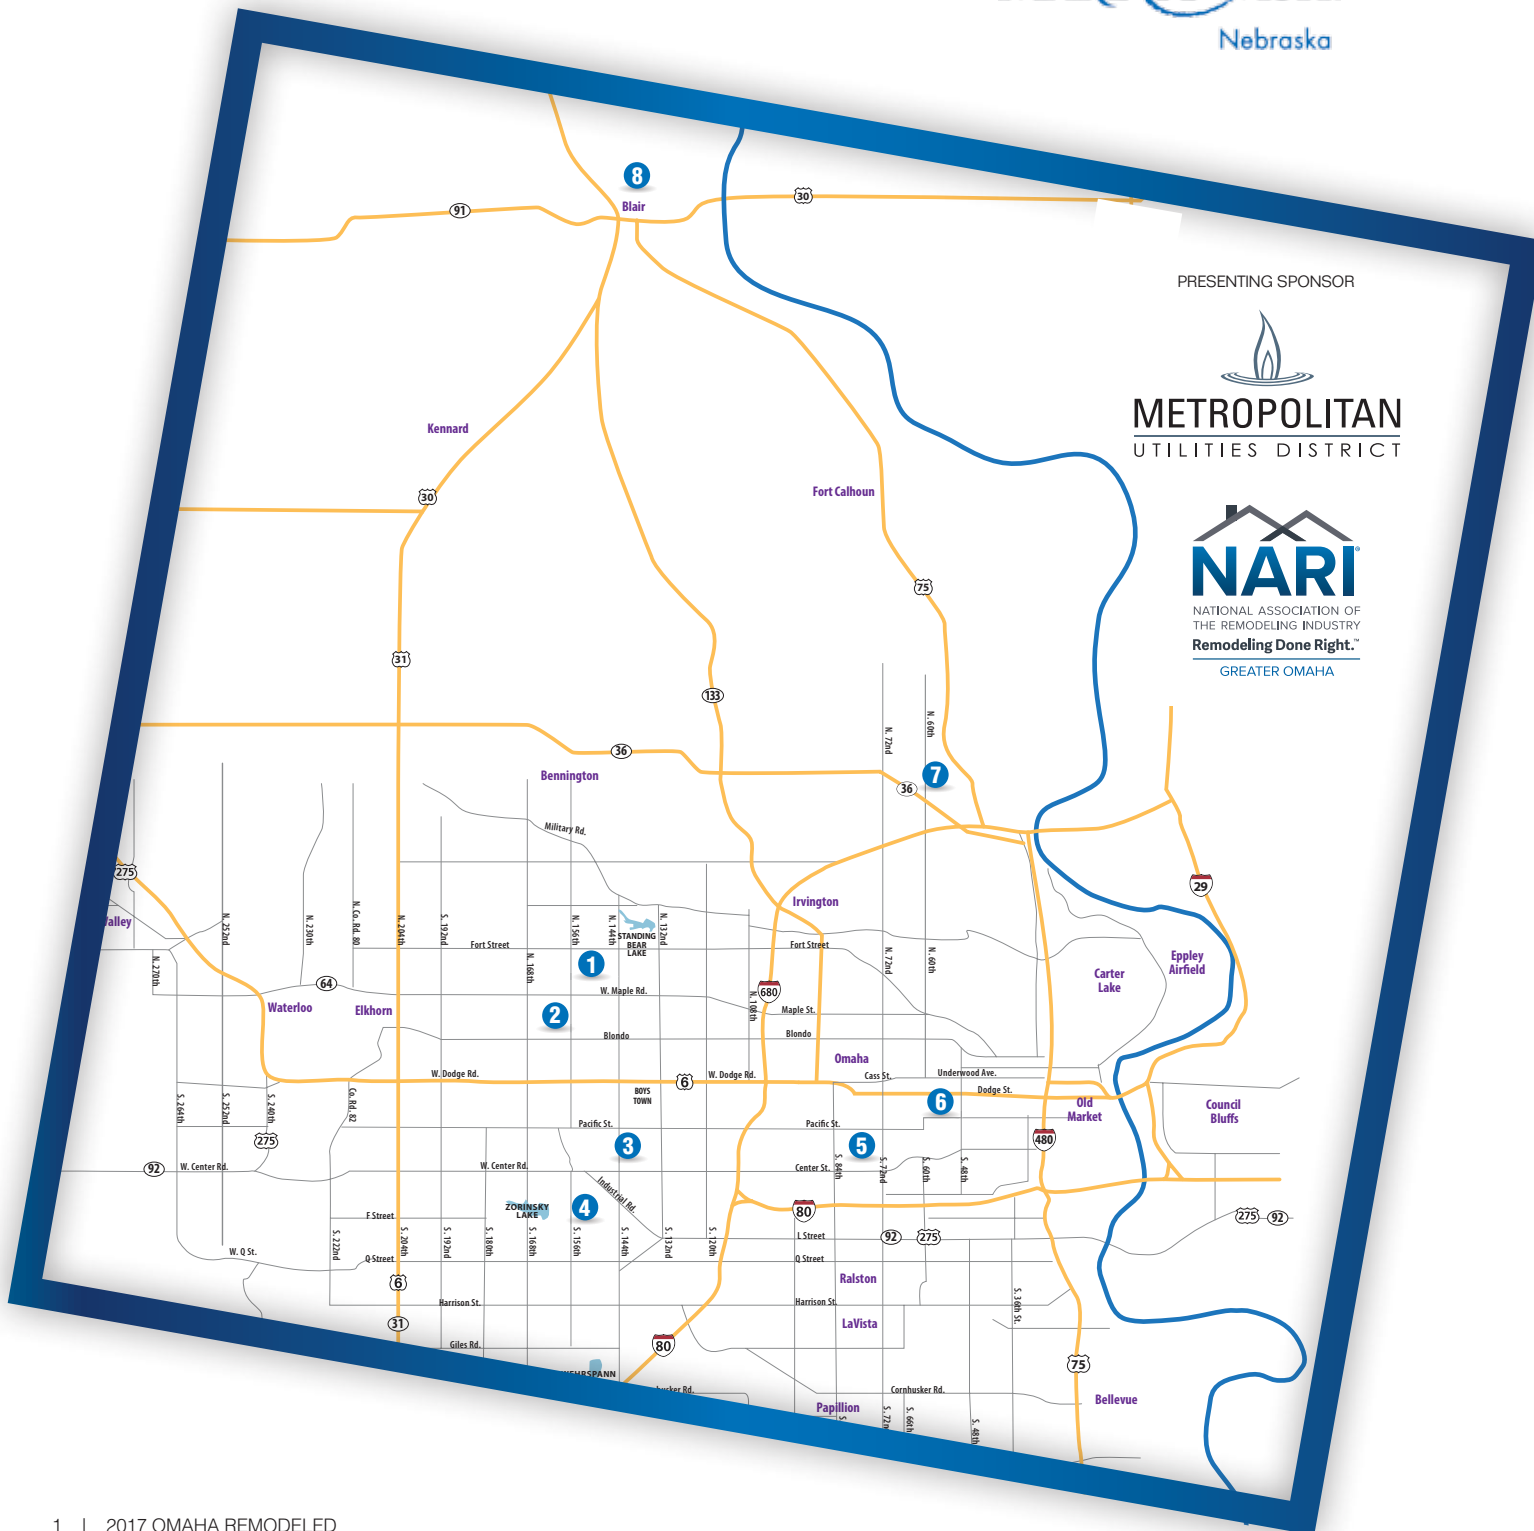 Nebraska
8
Blair
91
30
PRESENTING SPONSOR
METROPOLITAN
UTILITIES DISTRICT
Kennard
30
Fort Calhoun
75
NARI
NATIONAL ASSOCIATION OF
THE REMODELING INDUSTRY
Remodeling Done Right.™
GREATER OMAHA
31
133
N. 72nd
N. 60th
36
Bennington
7
36
Military Rd.
275
29
Irvington
N. 252nd
N. 230th
N. Co. Rd. 80
N. 204th
S. 192nd
N. 156th
N. 144th
N. 132nd
STANDING
BEAR
LAKE
Fort Street
Fort Street
N. 72nd
N. 60th
N. 270th
N. 168th
1
Eppley
Airfield
Carter
Lake
64
W. Maple Rd.
680
N. 108th
Waterloo
Elkhorn
2
Maple St.
Blondo
Blondo
Omaha
W. Dodge Rd.
6
W. Dodge Rd.
Cass St.
Underwood Ave.
Dodge St.
BOYS
TOWN
6
Old
Market
Council
Bluffs
S. 264th
S. 252nd
S. 240th
Co. Rd. 82
275
Pacific St.
Pacific St.
3
5
480
92
W. Center Rd.
W. Center Rd.
Center St.
S. 84th
S. 72nd
S. 60th
S. 48th
Industrial Rd.
ZORINSKY
LAKE
4
80
F Street
275
92
S. 222nd
S. 204th
S. 192nd
S. 180th
S. 168th
S. 156th
S. 144th
S. 132nd
S. 120th
L Street
92
275
W. Q St.
Q Street
Q Street
6
Ralston
Harrison St.
Harrison St.
S. 36th St.
31
LaVista
Giles Rd.
80
75
Cornhusker Rd.
Bellevue
Papillion
S. 66th
S. 48th
1 | 2017 OMAHA REMODELED